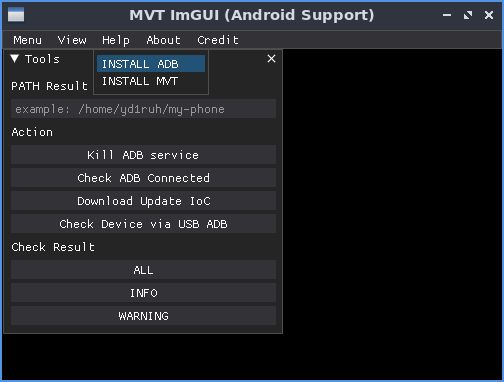 MVT ImGUI (Android Support)
Menu View Help About Credit
▼ Tools
INSTALL ADB
INSTALL MVT
PATH Result
example: /home/yd1ruh/my-phone
Action
Kill ADB service
Check ADB Connected
Download Update IoC
Check Device via USB ADB
Check Result
ALL
INFO
WARNING